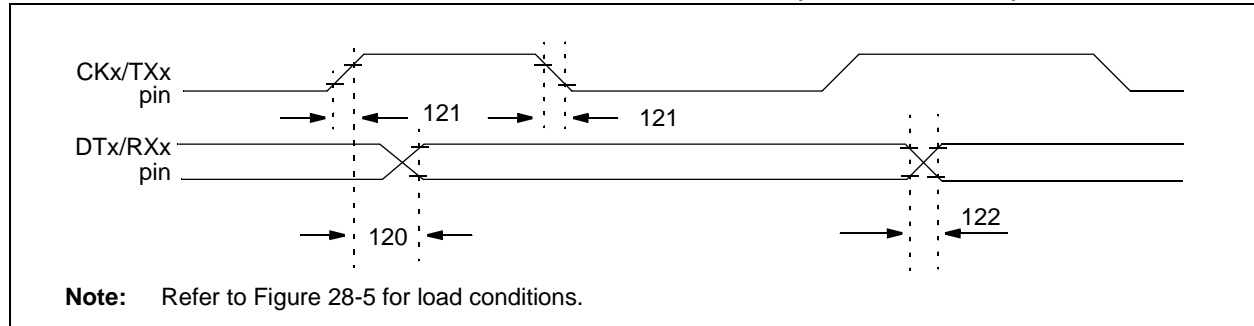 CKx/TXx
pin
121
121
DTx/RXx
pin
120
122
Note: Refer to Figure 28-5 for load conditions.